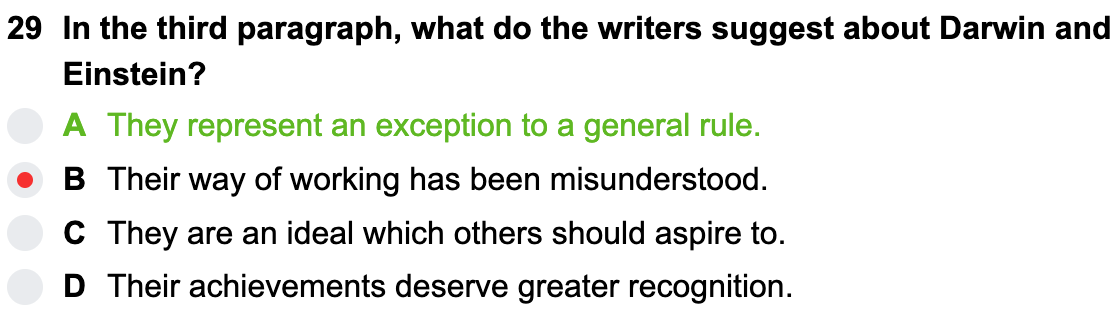 29 In the third paragraph, what do the writers suggest about Darwin and
Einstein?
A They represent an exception to a general rule.
B Their way of working has been misunderstood.
C They are an ideal which others should aspire to.
D Their achievements deserve greater recognition.